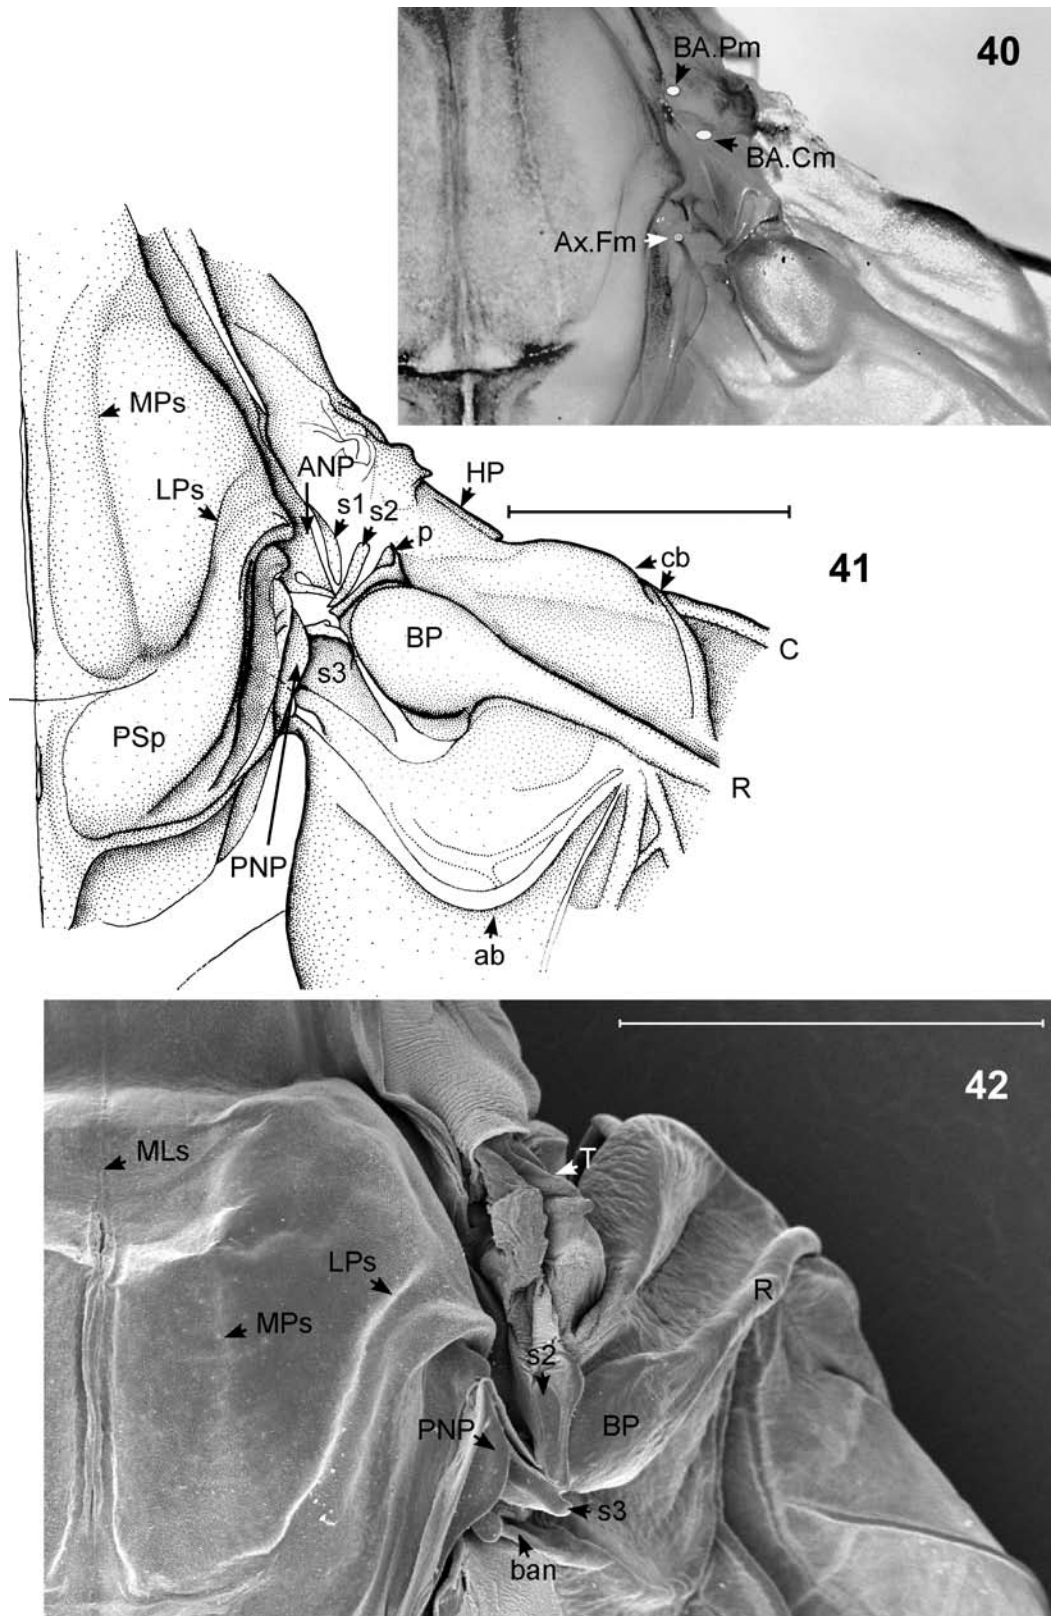 40
BA.Pm
BA.Cm
Ax.Fm
MPs
LPs
ANP
s1
s2
p
HP
cb
41
C
BP
s3
PSp
R
PNP
ab
42
MLs
T
LPs
R
MPs
s2
BP
PNP
s3
ban